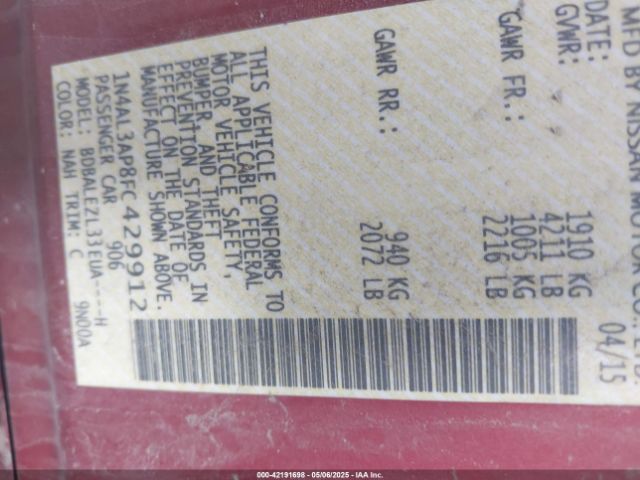 MFD BY NISSAN MOTOR CO
DATE: 04/15
GVWR: 1910 KG
4211 LB
GAWR FR.: 1005 KG
2216 LB
GAWR RR.: 940 KG
2072 LB
THIS VEHICLE CONFORMS TO
ALL APPLICABLE FEDERAL
MOTOR VEHICLE SAFETY,
BUMPER, AND THEFT
PREVENTION STANDARDS IN
EFFECT ON THE DATE OF
MANUFACTURE SHOWN ABOVE.
1N4AL3AP8FC429912
PASSENGER CAR 906
MODEL: BDBALEZL33EUA----H
COLOR: NAH TRIM: C 9N00A
000-42191698 - 05/06/2025 - IAA Inc.